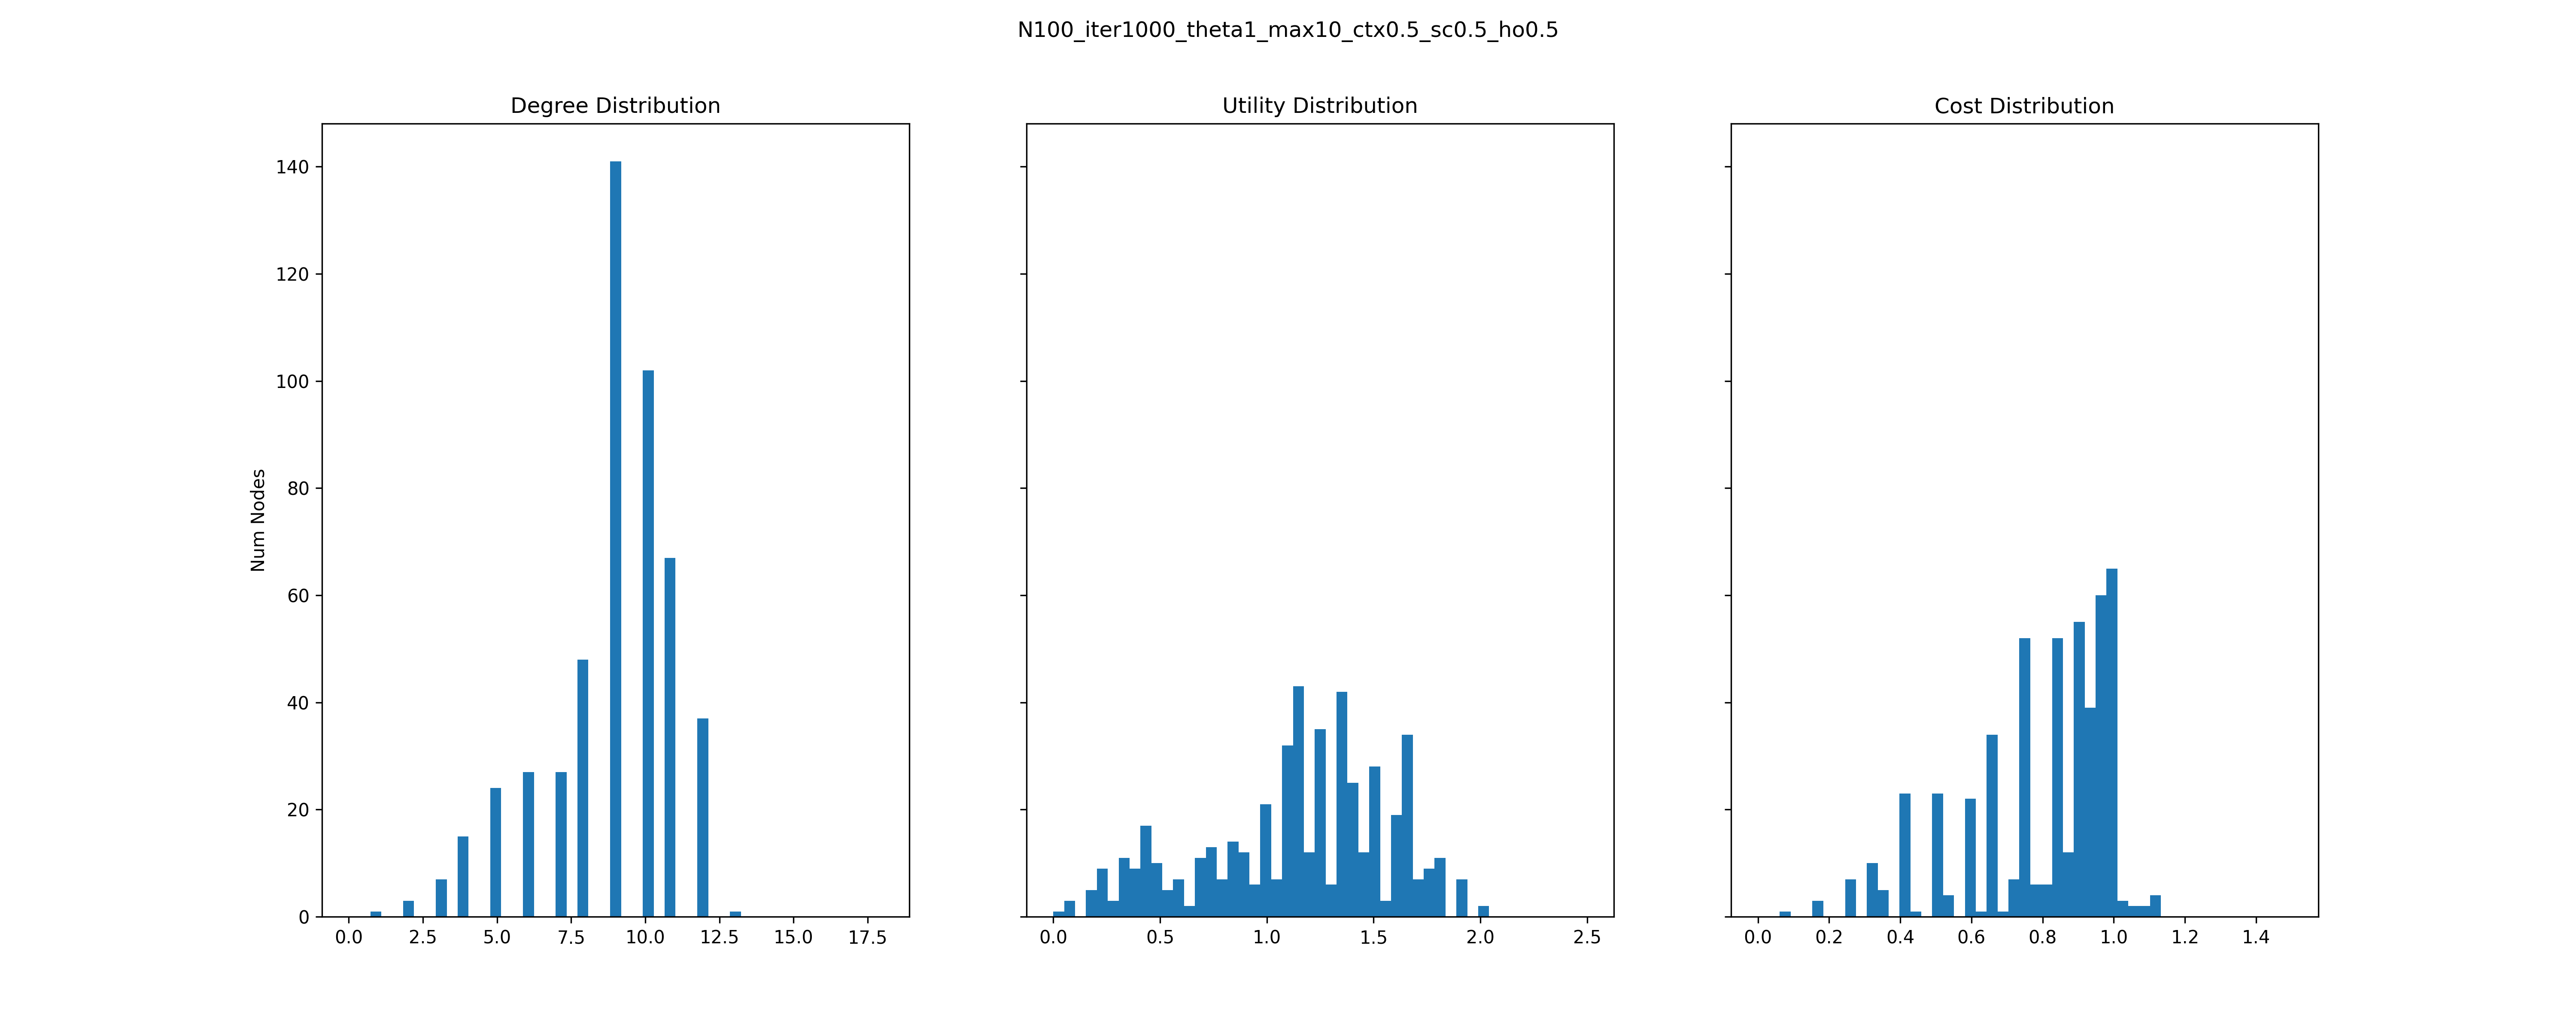 N100_iter1000_theta1_max10_ctx0.5_sc0.5_ho0.5
Degree Distribution
Utility Distribution
Cost Distribution
Num Nodes
140
120
100
80
60
40
20
0
0.0 2.5 5.0 7.5 10.0 12.5 15.0 17.5
0.0 0.5 1.0 1.5 2.0 2.5
0.0 0.2 0.4 0.6 0.8 1.0 1.2 1.4